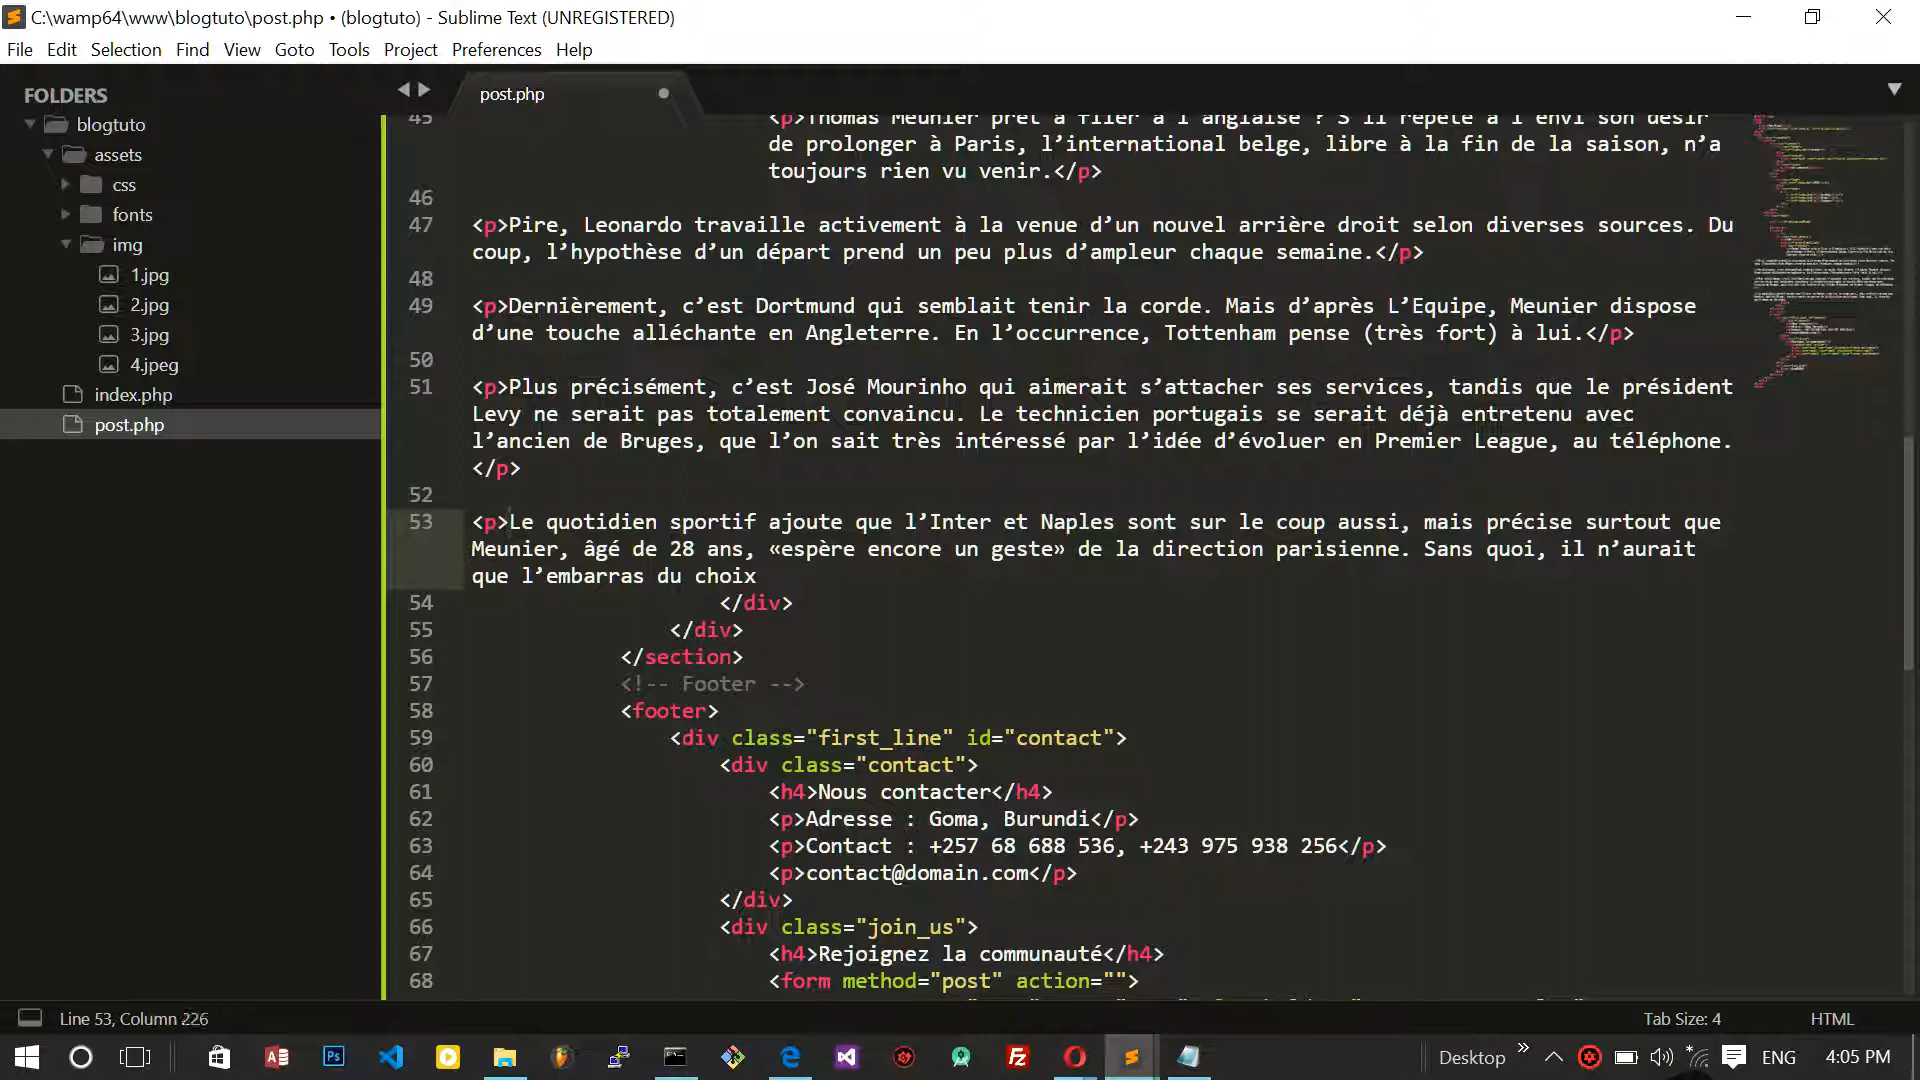 C:\wamp64\www\blogtuto\post.php • (blogtuto) - Sublime Text (UNREGISTERED)
File Edit Selection Find View Goto Tools Project Preferences Help
FOLDERS
blogtuto
assets
css
fonts
img
1.jpg
2.jpg
3.jpg
4.jpeg
index.php
post.php
post.php
45 <p>Thomas Meunier prêt à filer à l'anglaise ? S'il répète à l'envi son désir
de prolonger à Paris, l’international belge, libre à la fin de la saison, n’a
toujours rien vu venir.</p>
46
47 <p>Pire, Leonardo travaille activement à la venue d’un nouvel arrière droit selon diverses sources. Du
coup, l’hypothèse d’un départ prend un peu plus d’ampleur chaque semaine.</p>
48
49 <p>Dernièrement, c’est Dortmund qui semblait tenir la corde. Mais d’après L’Equipe, Meunier dispose
d’une touche alléchante en Angleterre. En l’occurrence, Tottenham pense (très fort) à lui.</p>
50
51 <p>Plus précisément, c’est José Mourinho qui aimerait s’attacher ses services, tandis que le président
Levy ne serait pas totalement convaincu. Le technicien portugais se serait déjà entretenu avec
l’ancien de Bruges, que l’on sait très intéressé par l’idée d’évoluer en Premier League, au téléphone.
</p>
52
53 <p>Le quotidien sportif ajoute que l’Inter et Naples sont sur le coup aussi, mais précise surtout que
Meunier, âgé de 28 ans, «espère encore un geste» de la direction parisienne. Sans quoi, il n’aurait
que l’embarras du choix
54 </div>
55 </div>
56 </section>
57 <!-- Footer -->
58 <footer>
59 <div class="first_line" id="contact">
60 <div class="contact">
61 <h4>Nous contacter</h4>
62 <p>Adresse : Goma, Burundi</p>
63 <p>Contact : +257 68 688 536, +243 975 938 256</p>
64 <p>contact@domain.com</p>
65 </div>
66 <div class="join_us">
67 <h4>Rejoignez la communauté</h4>
68 <form method="post" action="">
Line 53, Column 226
Tab Size: 4
HTML
Desktop
ENG
4:05 PM